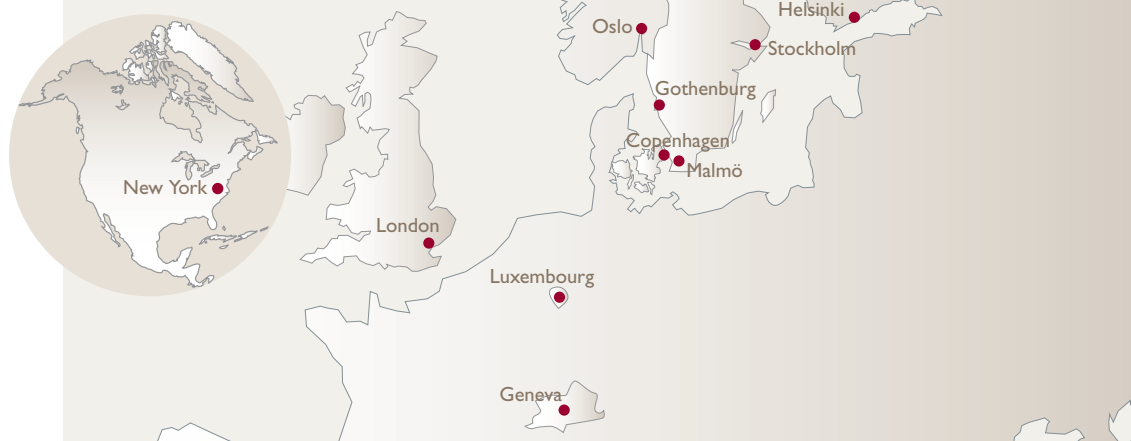 Helsinki
Oslo
Stockholm
Gothenburg
Copenhagen
Malmö
New York
London
Luxembourg
Geneva